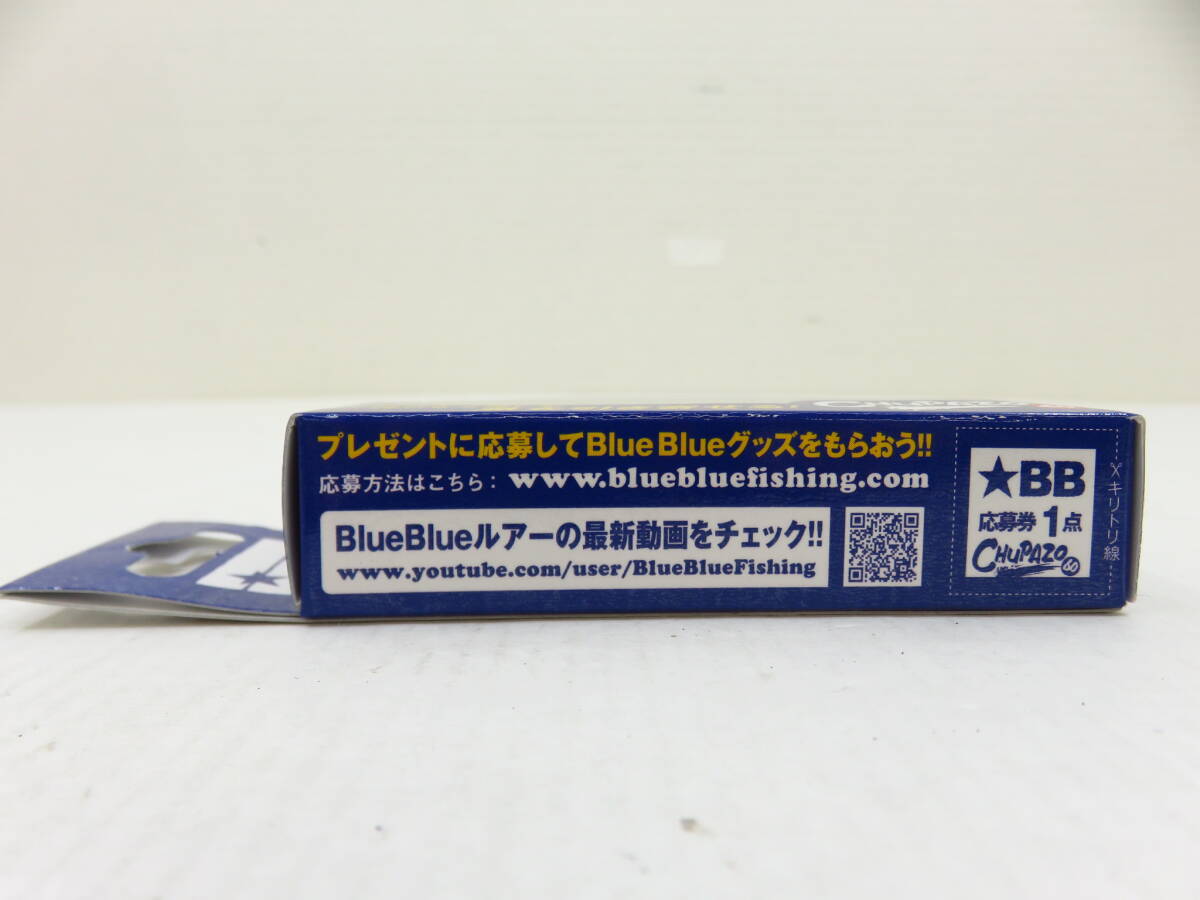 プレゼントに応募してBlueBlueグッズをもらおう!!
応募方法はこちら： www.bluebluefishing.com
BlueBlueルアーの最新動画をチェック!!
www.youtube.com/user/BlueBlueFishing
★BB
応募券 1点
CHUPAZO 60
キリトリ線
CHUPAZO